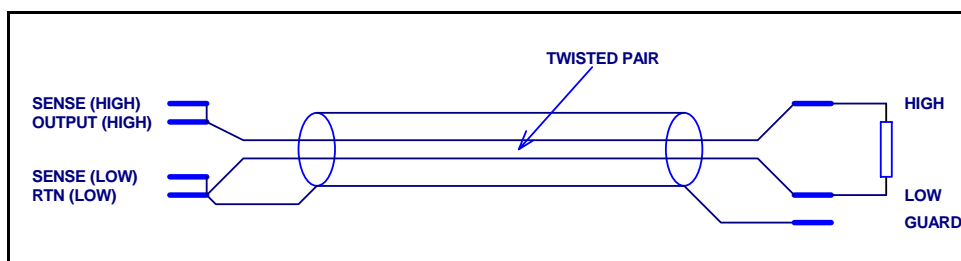 TWISTED PAIR
SENSE (HIGH)
OUTPUT (HIGH)
SENSE (LOW)
RTN (LOW)
HIGH
LOW
GUARD